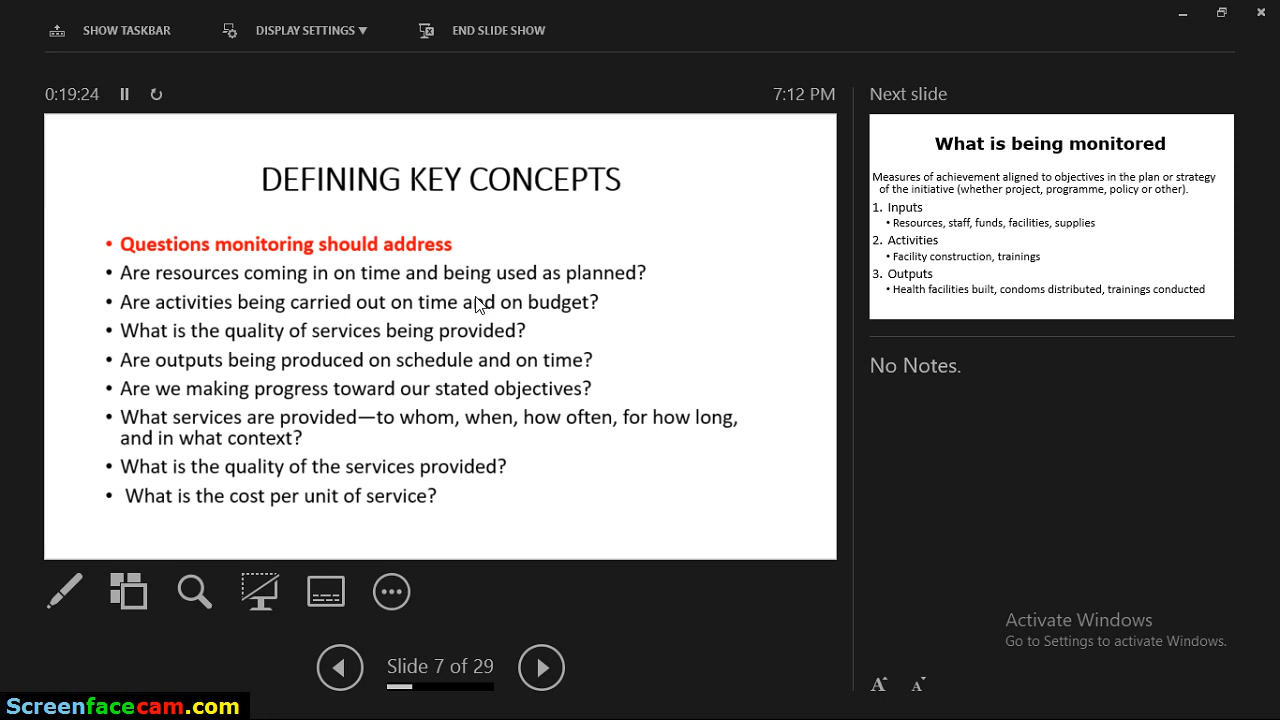 SHOW TASKBAR
DISPLAY SETTINGS ▼
END SLIDE SHOW
0:19:24
7:12 PM
DEFINING KEY CONCEPTS
• Questions monitoring should address
• Are resources coming in on time and being used as planned?
• Are activities being carried out on time and on budget?
• What is the quality of services being provided?
• Are outputs being produced on schedule and on time?
• Are we making progress toward our stated objectives?
• What services are provided—to whom, when, how often, for how long,
and in what context?
• What is the quality of the services provided?
• What is the cost per unit of service?
Next slide
What is being monitored
Measures of achievement aligned to objectives in the plan or strategy
of the initiative (whether project, programme, policy or other).
1. Inputs
• Resources, staff, funds, facilities, supplies
2. Activities
• Facility construction, trainings
3. Outputs
• Health facilities built, condoms distributed, trainings conducted
No Notes.
Slide 7 of 29
Activate Windows
Go to Settings to activate Windows.
A A
Screenfacecam.com